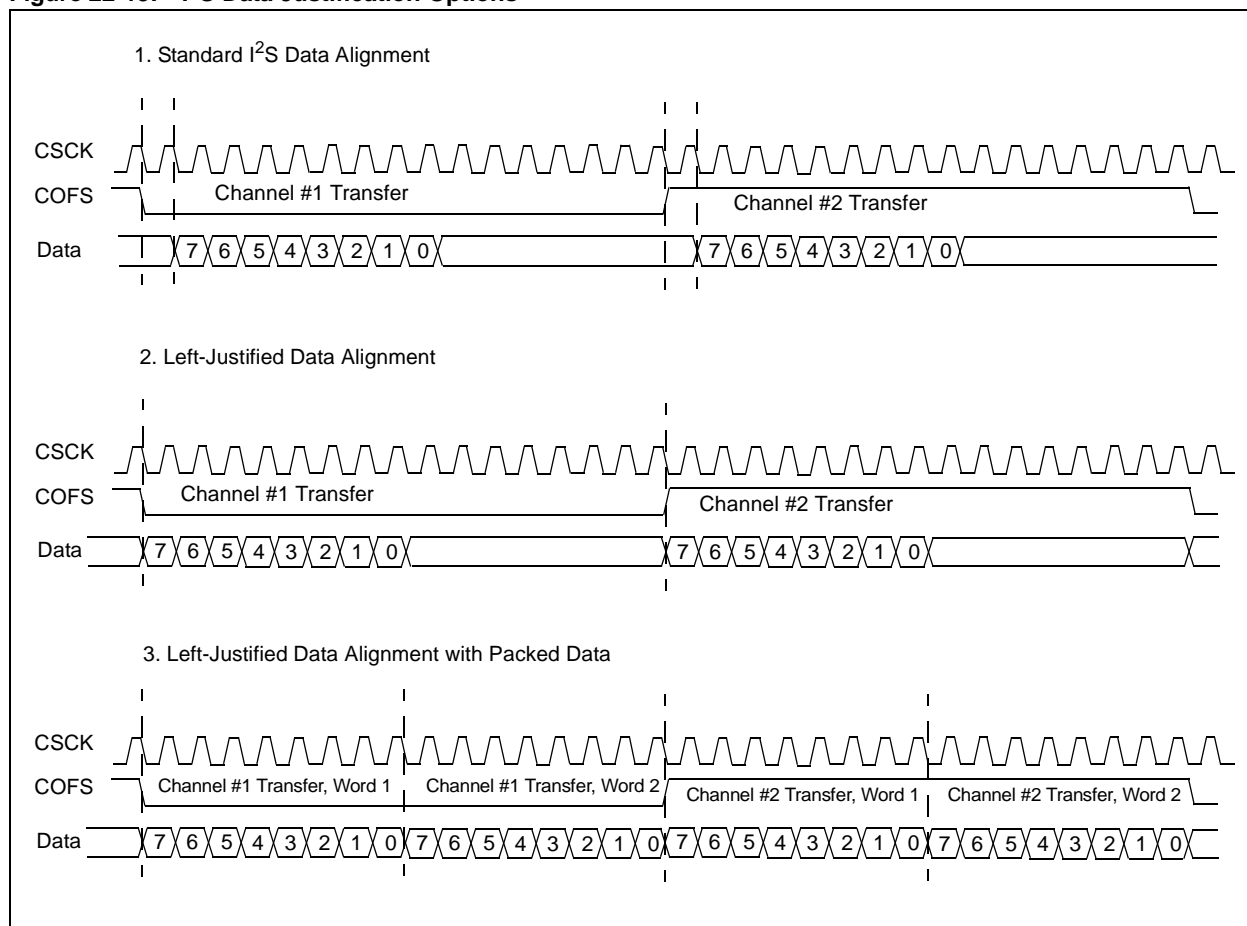 1. Standard I²S Data Alignment
CSCK
COFS Channel #1 Transfer Channel #2 Transfer
Data 7 6 5 4 3 2 1 0 7 6 5 4 3 2 1 0
2. Left-Justified Data Alignment
CSCK
COFS Channel #1 Transfer Channel #2 Transfer
Data 7 6 5 4 3 2 1 0 7 6 5 4 3 2 1 0
3. Left-Justified Data Alignment with Packed Data
CSCK
COFS Channel #1 Transfer, Word 1 Channel #1 Transfer, Word 2 Channel #2 Transfer, Word 1 Channel #2 Transfer, Word 2
Data 7 6 5 4 3 2 1 0 7 6 5 4 3 2 1 0 7 6 5 4 3 2 1 0 7 6 5 4 3 2 1 0